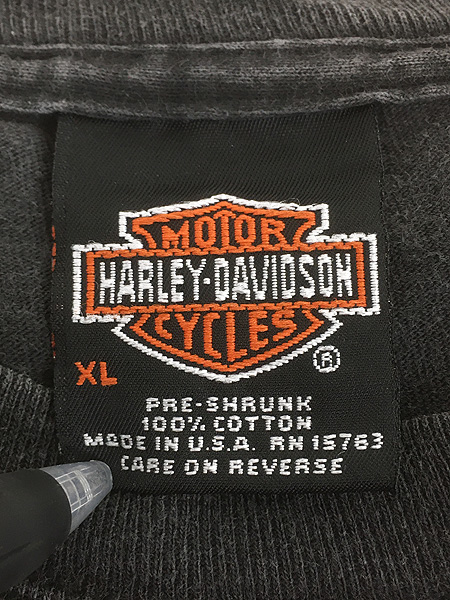 MOTOR
HARLEY-DAVIDSON
CYCLES
®
XL
PRE-SHRUNK
100% COTTON
MADE IN U.S.A. RN 15763
CARE ON REVERSE